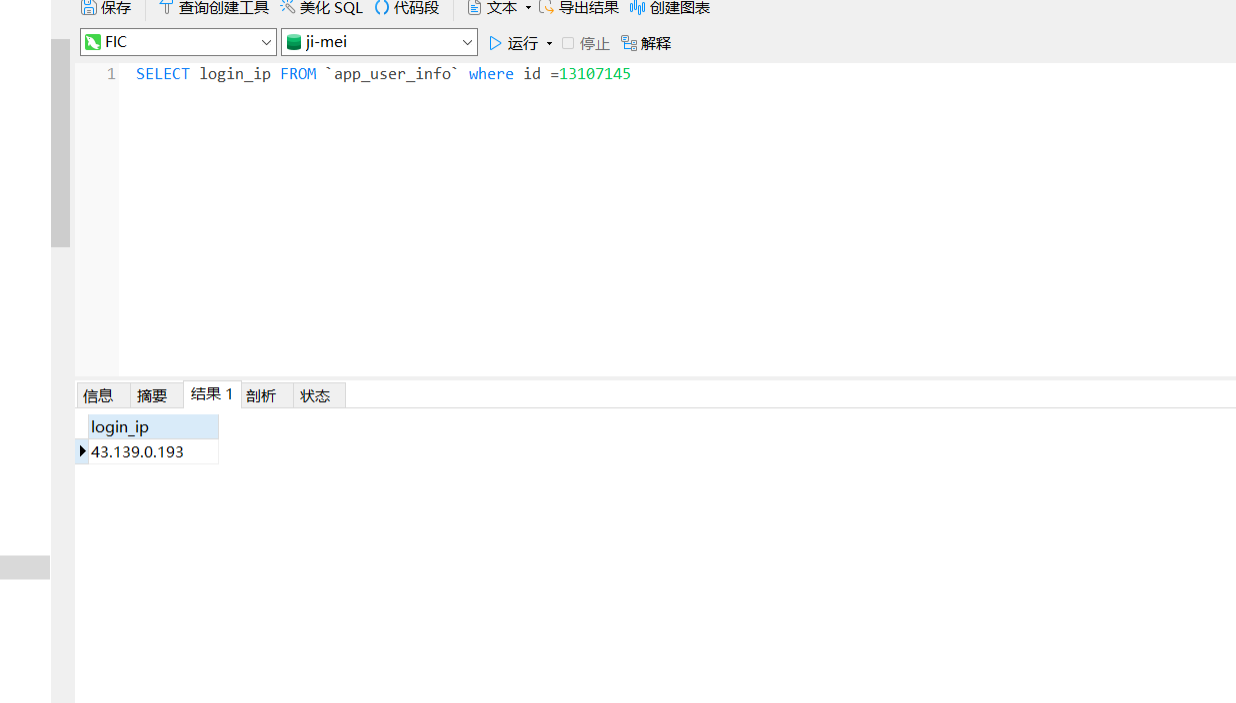 保存 查询创建工具 美化 SQL 代码段 文本 导出结果 创建图表
FIC ji-mei 运行 停止 解释
1 SELECT login_ip FROM `app_user_info` where id =13107145
信息 摘要 结果 1 剖析 状态
login_ip
43.139.0.193